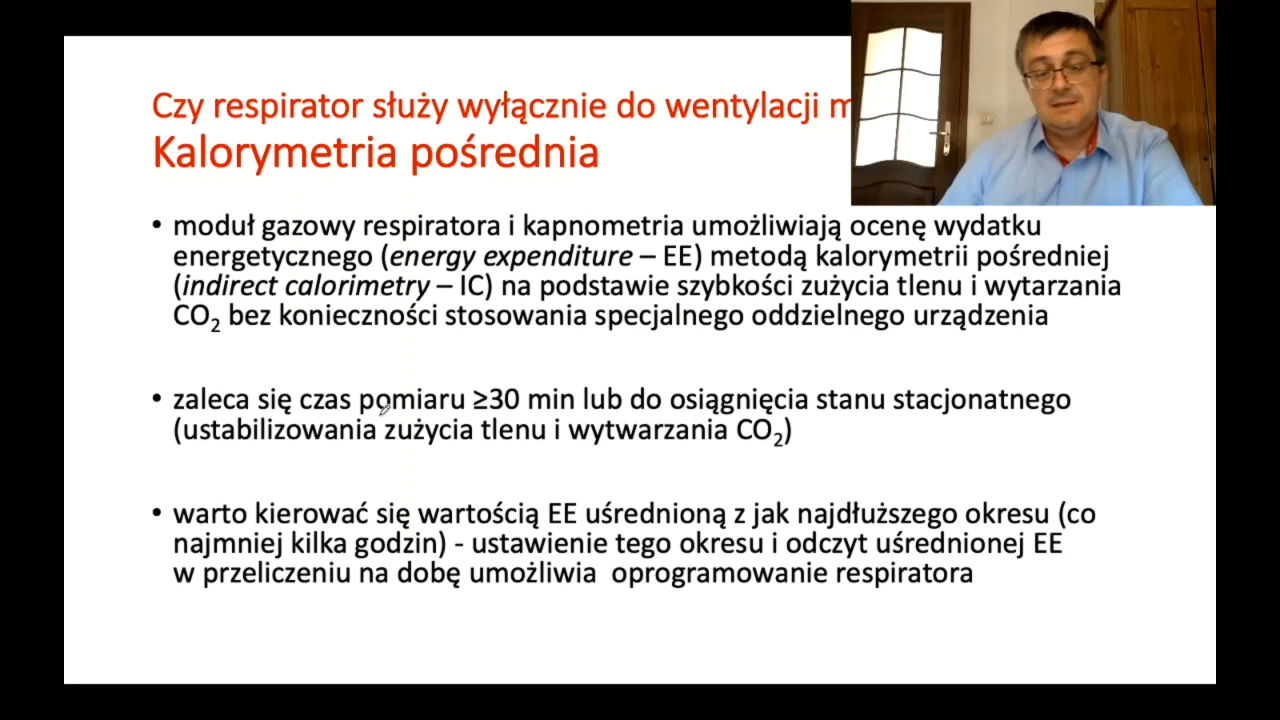 Czy respirator służy wyłącznie do wentylacji
Kalorymetria pośrednia
• moduł gazowy respiratora i kapnometria umożliwiają ocenę wydatku
energetycznego (energy expenditure – EE) metodą kalorymetrii pośredniej
(indirect calorimetry – IC) na podstawie szybkości zużycia tlenu i wytarzania
CO₂ bez konieczności stosowania specjalnego oddzielnego urządzenia
• zaleca się czas pomiaru ≥30 min lub do osiągnięcia stanu stacjonatnego
(ustabilizowania zużycia tlenu i wytwarzania CO₂)
• warto kierować się wartością EE uśrednioną z jak najdłuższego okresu (co
najmniej kilka godzin) - ustawienie tego okresu i odczyt uśrednionej EE
w przeliczeniu na dobę umożliwia oprogramowanie respiratora